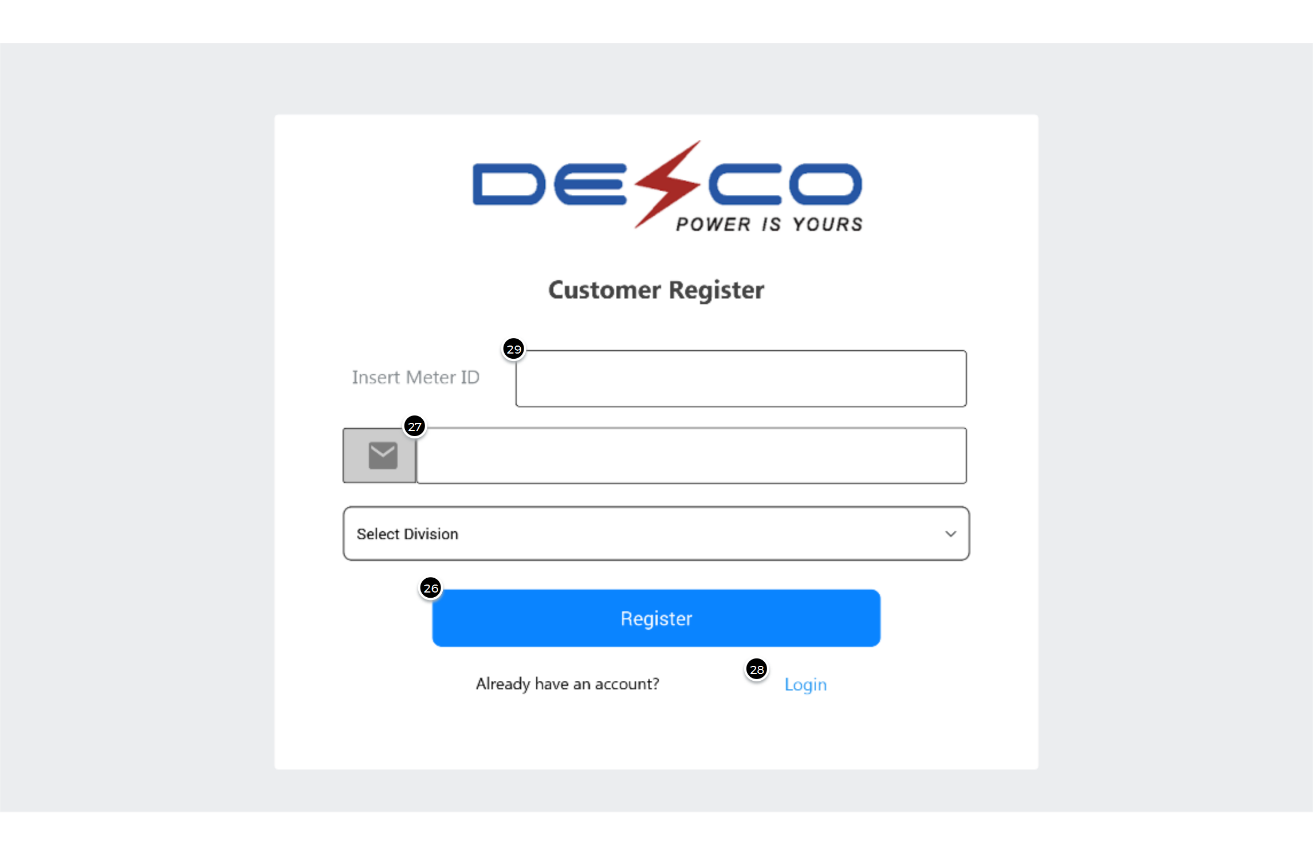 DESCO
POWER IS YOURS
Customer Register
29
Insert Meter ID
27
Select Division
26
Register
28
Already have an account? Login